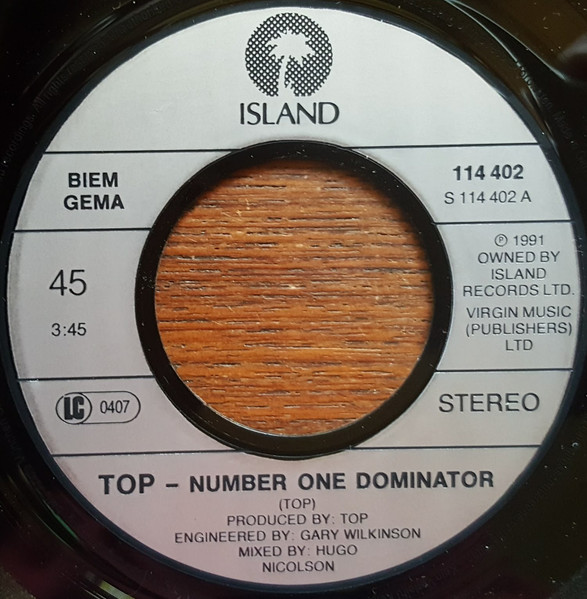 ISLAND
BIEM
GEMA
114 402
S 114 402 A
45
3:45
℗ 1991
OWNED BY
ISLAND
RECORDS LTD.
VIRGIN MUSIC
(PUBLISHERS)
LTD
LC 0407
STEREO
TOP – NUMBER ONE DOMINATOR
(TOP)
PRODUCED BY: TOP
ENGINEERED BY: GARY WILKINSON
MIXED BY: HUGO
NICOLSON